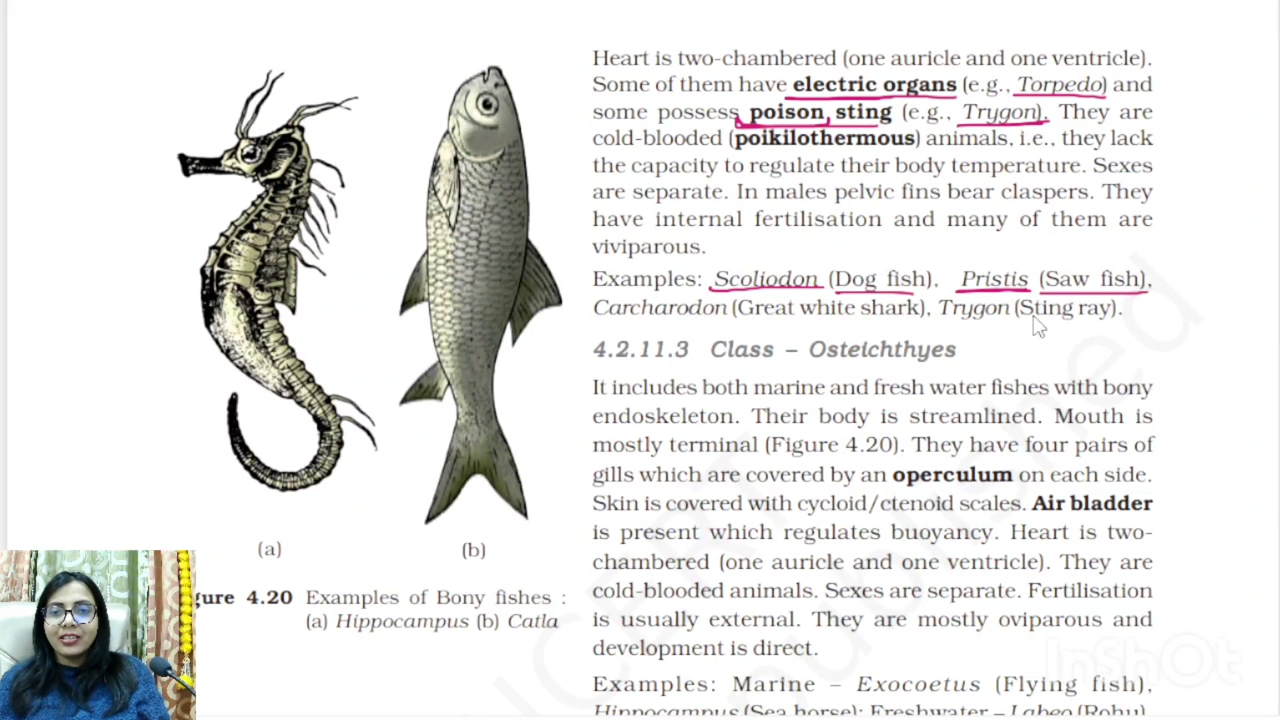 Heart is two-chambered (one auricle and one ventricle).
Some of them have electric organs (e.g., Torpedo) and
some possess poison sting (e.g., Trygon). They are
cold-blooded (poikilothermous) animals, i.e., they lack
the capacity to regulate their body temperature. Sexes
are separate. In males pelvic fins bear claspers. They
have internal fertilisation and many of them are
viviparous.
Examples: Scoliodon (Dog fish), Pristis (Saw fish),
Carcharodon (Great white shark), Trygon (Sting ray).
4.2.11.3 Class – Osteichthyes
It includes both marine and fresh water fishes with bony
endoskeleton. Their body is streamlined. Mouth is
mostly terminal (Figure 4.20). They have four pairs of
gills which are covered by an operculum on each side.
Skin is covered with cycloid/ctenoid scales. Air bladder
is present which regulates buoyancy. Heart is two-
chambered (one auricle and one ventricle). They are
cold-blooded animals. Sexes are separate. Fertilisation
is usually external. They are mostly oviparous and
development is direct.
Examples: Marine – Exocoetus (Flying fish),
Hippocampus (Sea horse); Freshwater – Labeo (Rohu),
(a)
(b)
gure 4.20 Examples of Bony fishes :
(a) Hippocampus (b) Catla
InShOt